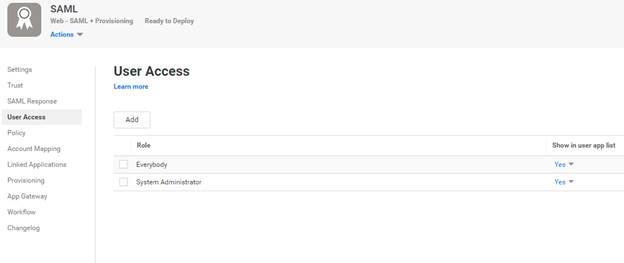 SAML
Web - SAML + Provisioning Ready to Deploy
Actions
Settings
Trust
SAML Response
User Access
Policy
Account Mapping
Linked Applications
Provisioning
App Gateway
Workflow
Changelog
User Access
Learn more
Add
Role Show in user app list
Everybody Yes
System Administrator Yes